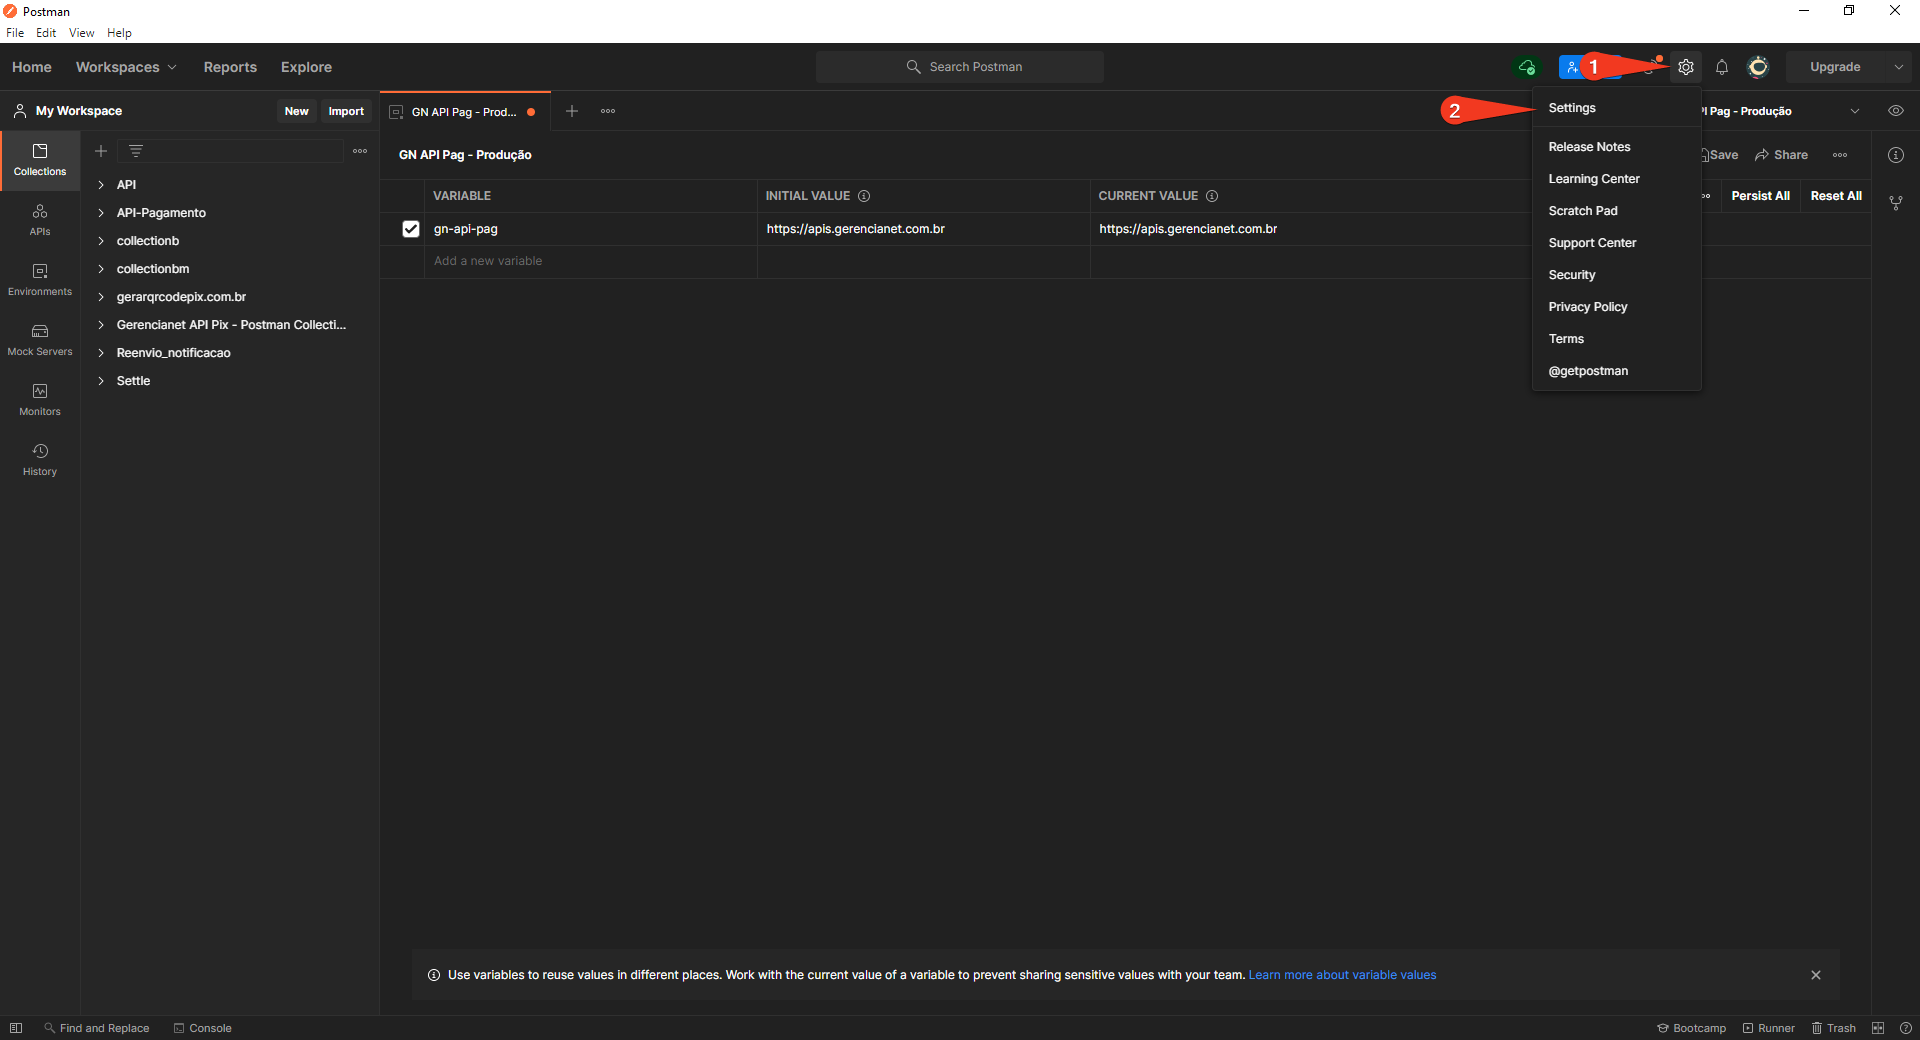 Postman
File Edit View Help
Home Workspaces Reports Explore Search Postman 1 Upgrade
My Workspace New Import GN API Pag - Prod... 2 Settings PI Pag - Produção
Collections
APIs
Environments
Mock Servers
Monitors
History
API
API-Pagamento
collectionb
collectionbm
gerarqrcodepix.com.br
Gerencianet API Pix - Postman Collecti...
Reenvio_notificacao
Settle
GN API Pag - Produção Save Share
VARIABLE INITIAL VALUE CURRENT VALUE Persist All Reset All
gn-api-pag https://apis.gerencianet.com.br https://apis.gerencianet.com.br
Add a new variable
Release Notes
Learning Center
Scratch Pad
Support Center
Security
Privacy Policy
Terms
@getpostman
Use variables to reuse values in different places. Work with the current value of a variable to prevent sharing sensitive values with your team. Learn more about variable values
Find and Replace Console Bootcamp Runner Trash